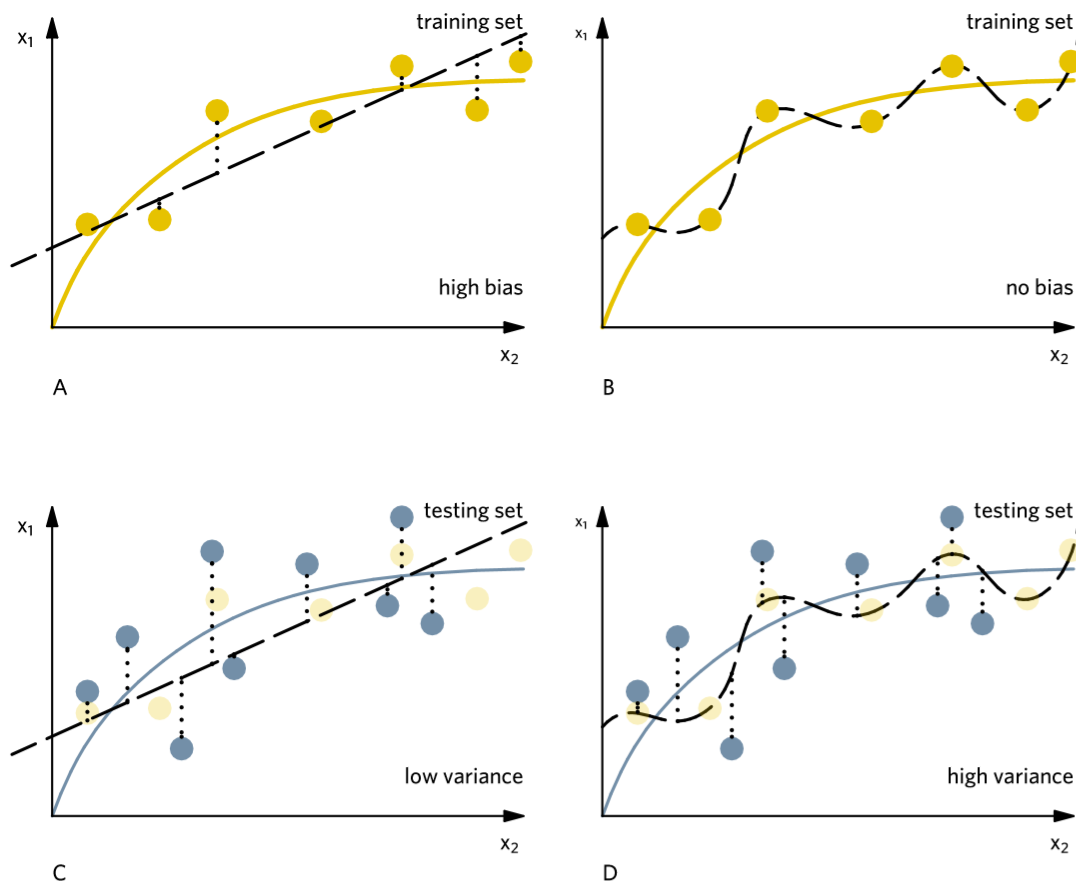 training set
x₁
high bias
x₂
A
training set
x₁
no bias
x₂
B
testing set
x₁
low variance
x₂
C
testing set
x₁
high variance
x₂
D